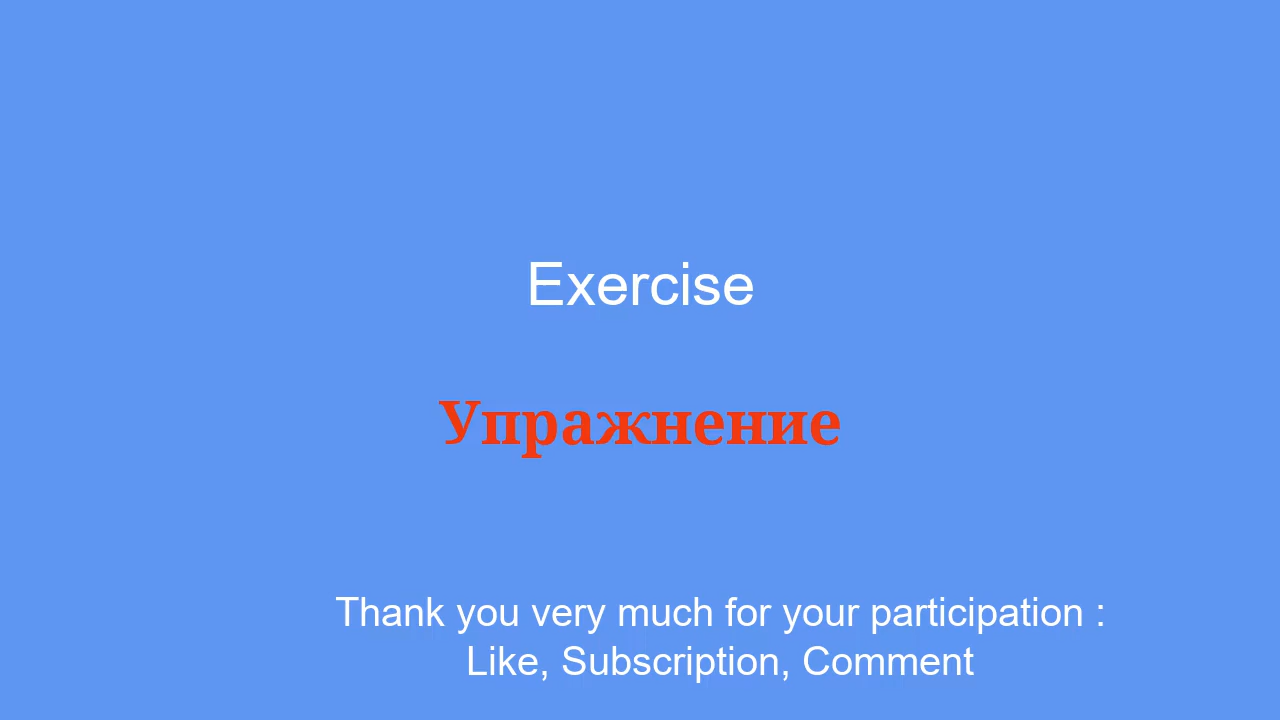 Exercise
Упражнение
Thank you very much for your participation :
Like, Subscription, Comment